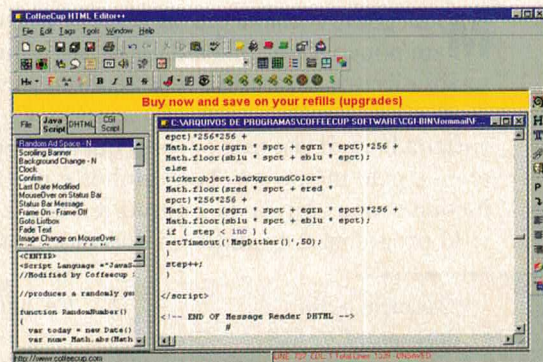 CoffeeCup HTML Editor++
File Edit Tags Tools Window Help
Buy now and save on your refills (upgrades)
File
Java Script
DHTML
CGI Script
Random Ad Space - N
Scrolling Banner
Background Change - N
Clock
Confirm
Last Date Modified
MouseOver on Status Bar
Status Bar Message
Frame On - Frame Off
Goto Listbox
Fade Text
Image Change on MouseOver
<CENTER>
<Script Language ="JavaS
//Modified by Coffeecup
//produces a randomly gen
function RandomNumber()
{
var today = new Date()
var num= Math.abs(Math
C:\ARQUIVOS DE PROGRAMAS\COFFEECUP SOFTWARE\CGI-BIN\formmail\F...
epct)*256*256 +
Math.floor(sgrn * spct + egrn * epct)*256 +
Math.floor(sblu * spct + eblu * epct);
else
tickerobject.backgroundColor=
Math.floor(sred * spct + ered *
epct)*256*256 +
Math.floor(sgrn * spct + egrn * epct)*256 +
Math.floor(sblu * spct + eblu * epct);
if ( step < inc ) {
setTimeout('MsgDither()',50);
}
step++;
}
</script>
<!-- END OF Message Reader DHTML -->
#
http://www.coffeecup.com